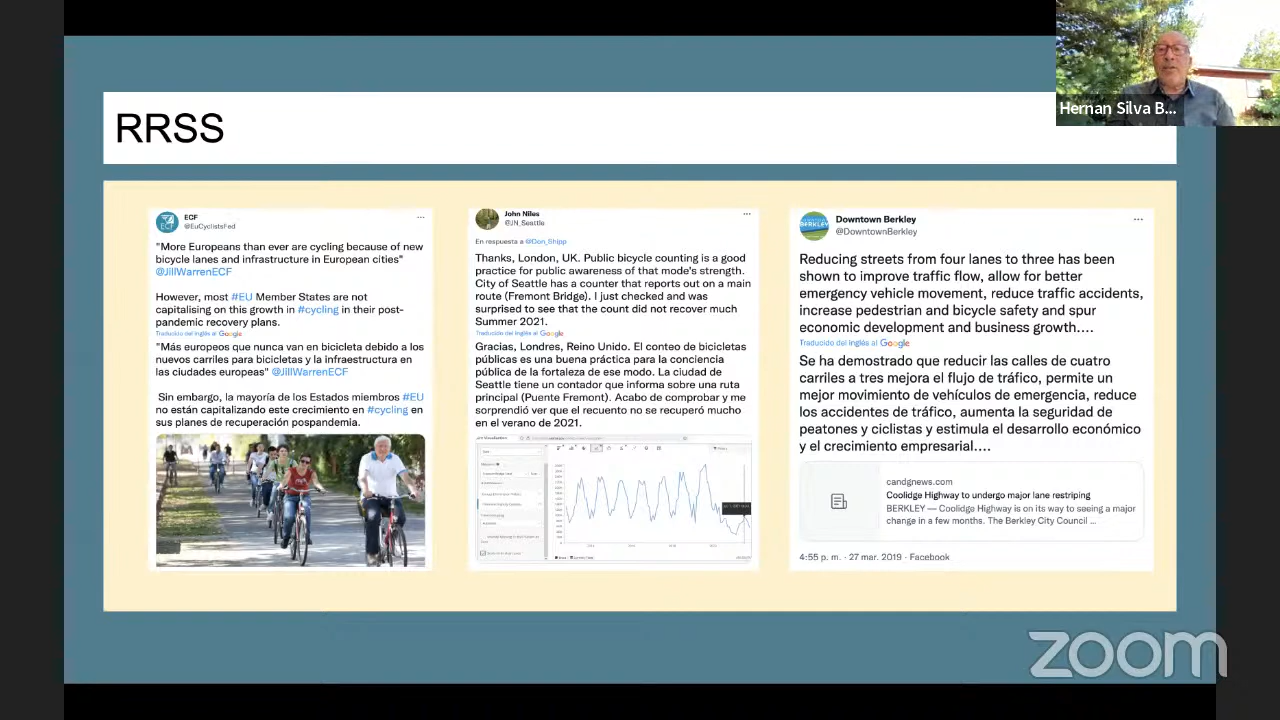 Hernan Silva B...
RRSS
ECF
@EuCyclistsFed
"More Europeans than ever are cycling because of new
bicycle lanes and infrastructure in European cities"
@JillWarrenECF
However, most #EU Member States are not
capitalising on this growth in #cycling in their post-
pandemic recovery plans.
Traducido del inglés al Google
"Más europeos que nunca van en bicicleta debido a los
nuevos carriles para bicicletas y la infraestructura en
las ciudades europeas" @JillWarrenECF
Sin embargo, la mayoría de los Estados miembros #EU
no están capitalizando este crecimiento en #cycling en
sus planes de recuperación pospandemia.
John Niles
@JN_Seattle
En respuesta a @Don_Shipp
Thanks, London, UK. Public bicycle counting is a good
practice for public awareness of that mode's strength.
City of Seattle has a counter that reports out on a main
route (Fremont Bridge). I just checked and was
surprised to see that the count did not recover much
Summer 2021.
Traducido del inglés al Google
Gracias, Londres, Reino Unido. El conteo de bicicletas
públicas es una buena práctica para la conciencia
pública de la fortaleza de ese modo. La ciudad de
Seattle tiene un contador que informa sobre una ruta
principal (Puente Fremont). Acabo de comprobar y me
sorprendió ver que el recuento no se recuperó mucho
en el verano de 2021.
Downtown Berkley
@DowntownBerkley
Reducing streets from four lanes to three has been
shown to improve traffic flow, allow for better
emergency vehicle movement, reduce traffic accidents,
increase pedestrian and bicycle safety and spur
economic development and business growth....
Traducido del inglés al Google
Se ha demostrado que reducir las calles de cuatro
carriles a tres mejora el flujo de tráfico, permite un
mejor movimiento de vehículos de emergencia, reduce
los accidentes de tráfico, aumenta la seguridad de
peatones y ciclistas y estimula el desarrollo económico
y el crecimiento empresarial....
candgnews.com
Coolidge Highway to undergo major lane restriping
BERKLEY — Coolidge Highway is on its way to seeing a major
change in a few months. The Berkley City Council ...
4:55 p. m. · 27 mar. 2019 · Facebook
zoom